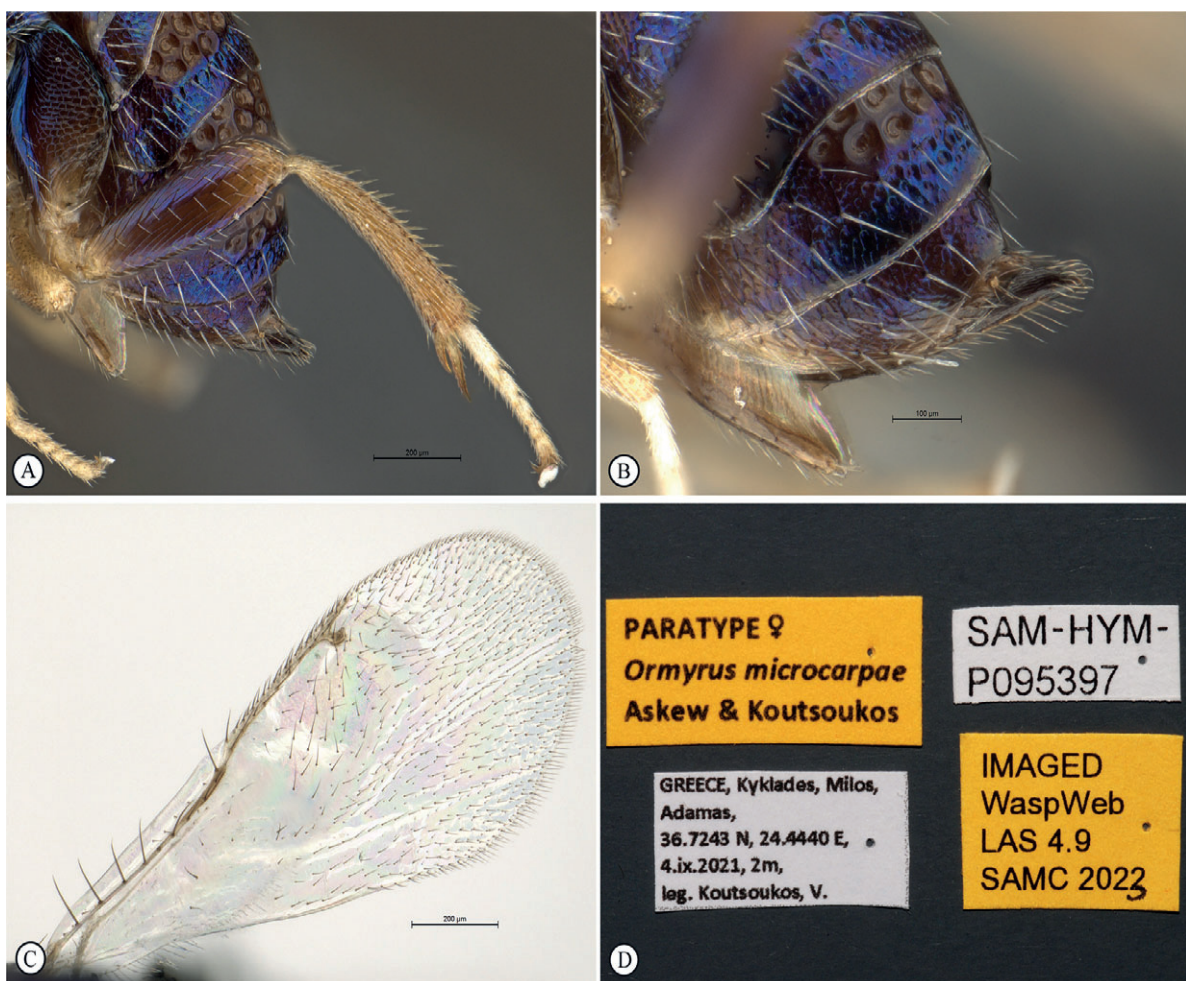 200 µm
A
100 µm
B
200 µm
C
PARATYPE ♀
Ormyrus microcarpae
Askew & Koutsoukos
SAM-HYM-
P095397
GREECE, Kyklades, Milos,
Adamas,
36.7243 N, 24.4440 E,
4.ix.2021, 2m,
leg. Koutsoukos, V.
IMAGED
WaspWeb
LAS 4.9
SAMC 2023
D